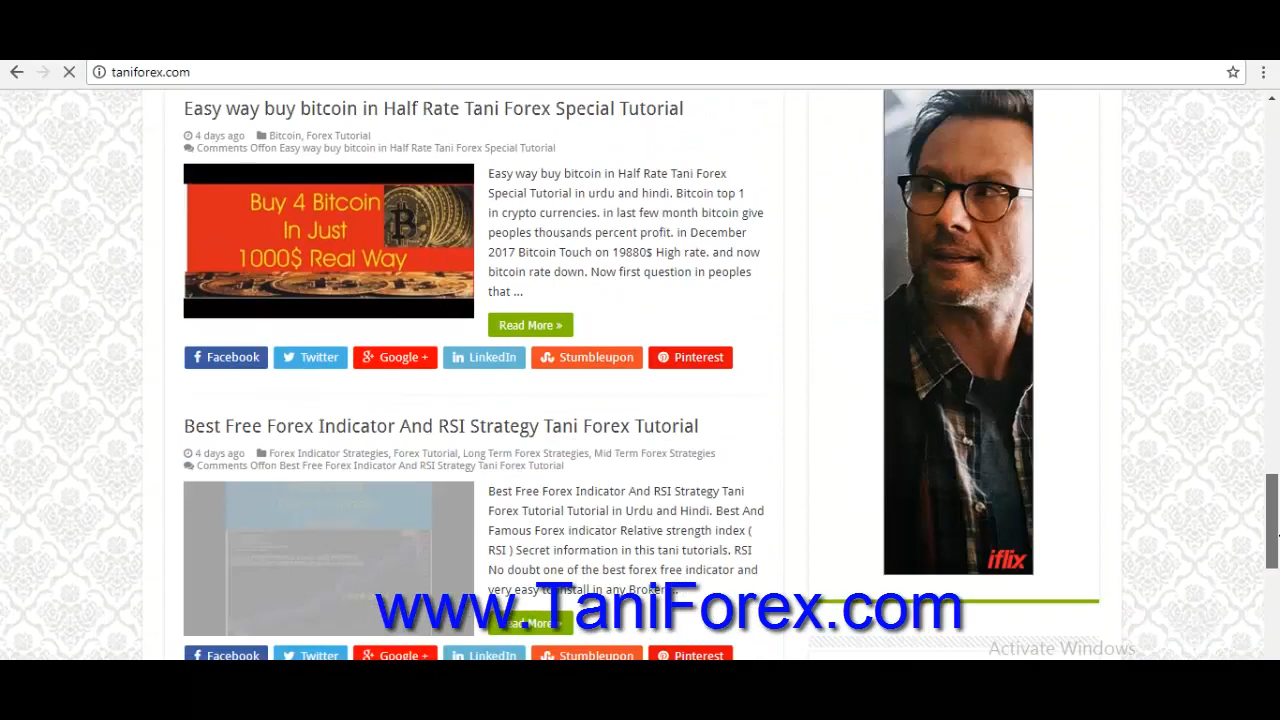 taniforex.com
Easy way buy bitcoin in Half Rate Tani Forex Special Tutorial
4 days ago Bitcoin, Forex Tutorial
Comments Offon Easy way buy bitcoin in Half Rate Tani Forex Special Tutorial
Buy 4 Bitcoin
In Just
1000$ Real Way
Easy way buy bitcoin in Half Rate Tani Forex
Special Tutorial in urdu and hindi. Bitcoin top 1
in crypto currencies. in last few month bitcoin give
peoples thousands percent profit. in December
2017 Bitcoin Touch on 19880$ High rate. and now
bitcoin rate down. Now first question in peoples
that ...
Read More »
Facebook Twitter Google + LinkedIn Stumbleupon Pinterest
iflix
Best Free Forex Indicator And RSI Strategy Tani Forex Tutorial
4 days ago Forex Indicator Strategies, Forex Tutorial, Long Term Forex Strategies, Mid Term Forex Strategies
Comments Offon Best Free Forex Indicator And RSI Strategy Tani Forex Tutorial
Best Free Forex Indicator And RSI Strategy Tani
Forex Tutorial Tutorial in Urdu and Hindi. Best And
Famous Forex indicator Relative strength index (
RSI ) Secret information in this tani tutorials. RSI
No doubt one of the best forex free indicator and
very easy to install in any Broker ...
Read More »
www.TaniForex.com
Facebook Twitter Google + LinkedIn Stumbleupon Pinterest
Activate Windows